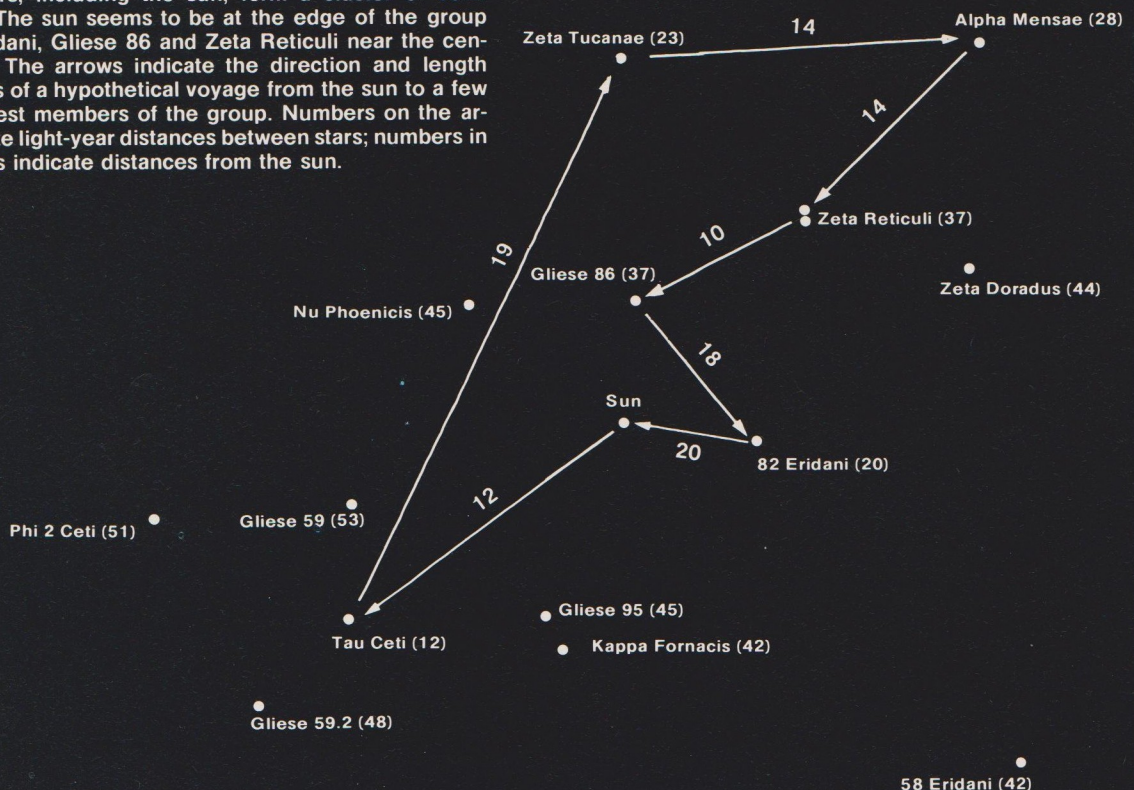 The sun seems to be at the edge of the group
Gliese 86 and Zeta Reticuli near the cen-
The arrows indicate the direction and length
of a hypothetical voyage from the sun to a few
members of the group. Numbers on the ar-
light-year distances between stars; numbers in
indicate distances from the sun.
Zeta Tucanae (23)
14
Alpha Mensae (28)
14
Zeta Reticuli (37)
10
19
Gliese 86 (37)
Zeta Doradus (44)
Nu Phoenicis (45)
18
Sun
20
82 Eridani (20)
12
Phi 2 Ceti (51)
Gliese 59 (53)
Gliese 95 (45)
Tau Ceti (12)
Kappa Fornacis (42)
Gliese 59.2 (48)
58 Eridani (42)